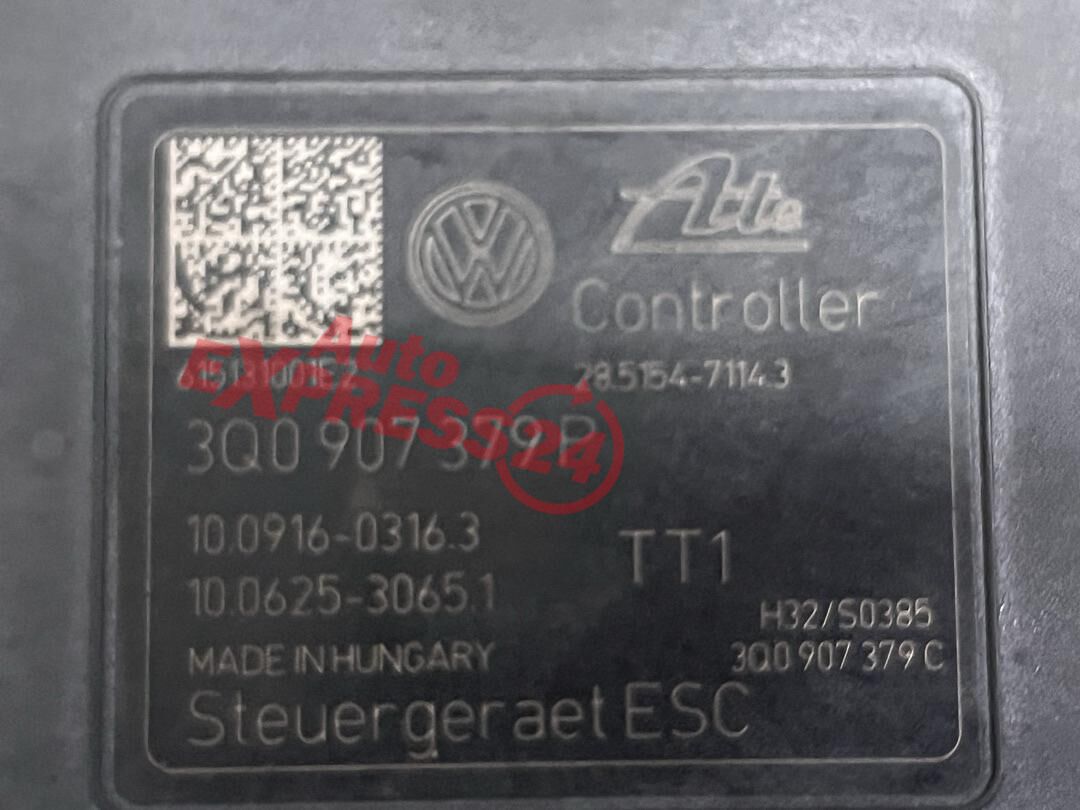 Ate
Controller
615131001E2
28.5154-7114.3
3Q0 907 379
10.0916-0316.3
TT1
10.0625-3065.1
H32/S0385
MADE IN HUNGARY
3Q0 907 379 C
Steuergeraet ESC
Auto
EXPRESS24